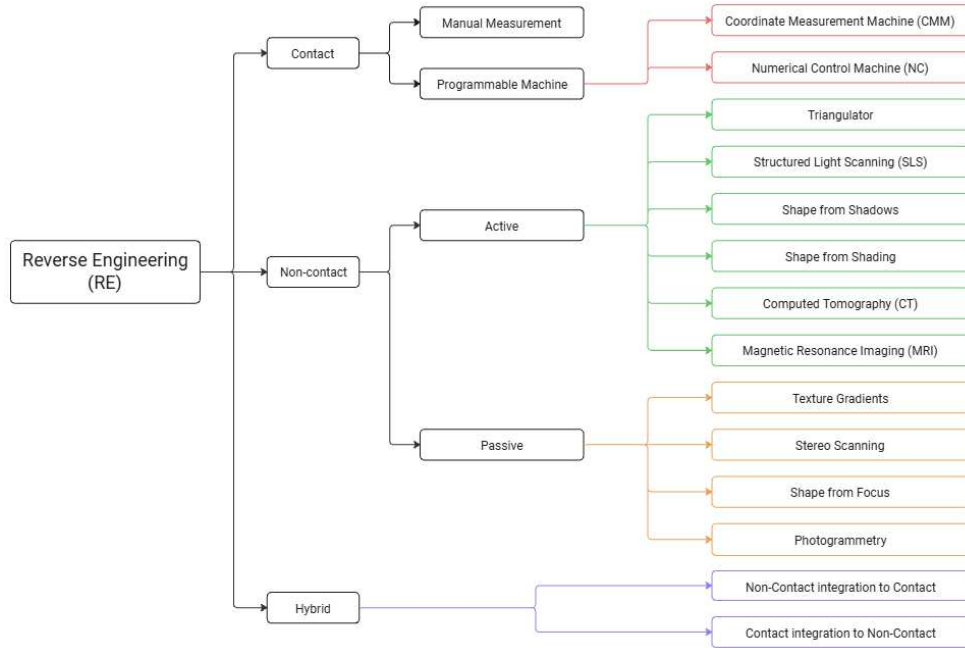 Reverse Engineering
(RE)
Contact
Manual Measurement
Programmable Machine
Coordinate Measurement Machine (CMM)
Numerical Control Machine (NC)
Non-contact
Active
Triangulator
Structured Light Scanning (SLS)
Shape from Shadows
Shape from Shading
Computed Tomography (CT)
Magnetic Resonance Imaging (MRI)
Passive
Texture Gradients
Stereo Scanning
Shape from Focus
Photogrammetry
Hybrid
Non-Contact integration to Contact
Contact integration to Non-Contact